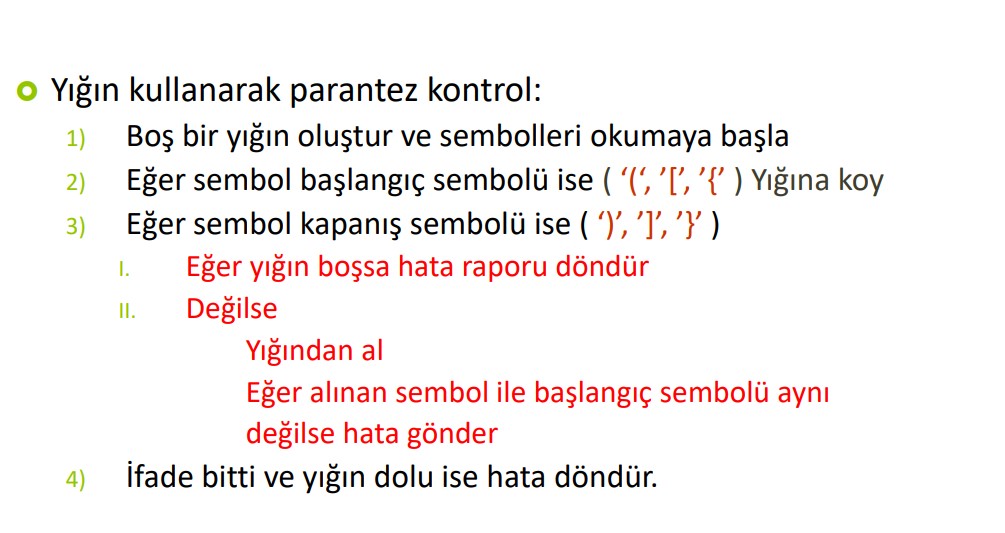 Yığın kullanarak parantez kontrol:
1) Boş bir yığın oluştur ve sembolleri okumaya başla
2) Eğer sembol başlangıç sembolü ise ( ‘(‘, ’[’, ’{’ ) Yığına koy
3) Eğer sembol kapanış sembolü ise ( ‘)’, ’]’, ’}’ )
I. Eğer yığın boşsa hata raporu döndür
II. Değilse
Yığından al
Eğer alınan sembol ile başlangıç sembolü aynı
değilse hata gönder
4) İfade bitti ve yığın dolu ise hata döndür.